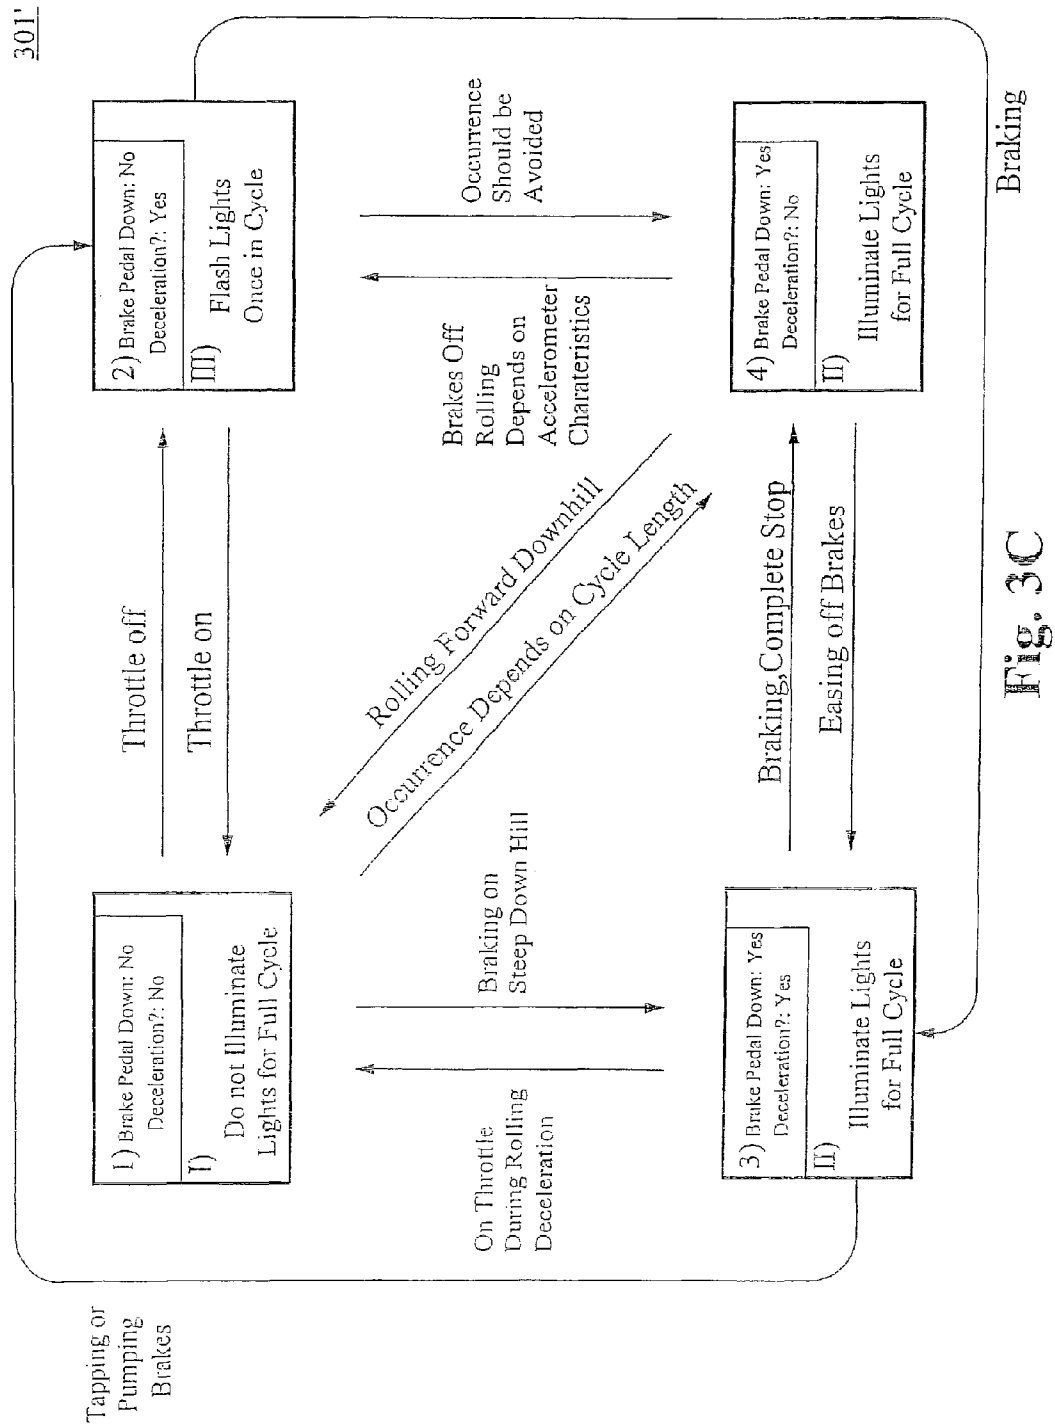 301'
Tapping or
Pumping
Brakes
1) Brake Pedal Down: No
Deceleration?: No
I)
Do not Illuminate
Lights for Full Cycle
Throttle off
Throttle on
2) Brake Pedal Down: No
Deceleration?: Yes
III)
Flash Lights
Once in Cycle
On Throttle
During Rolling
Deceleration
Braking on
Steep Down Hill
Rolling Forward Downhill
Occurrence Depends on Cycle Length
Brakes Off
Rolling
Depends on
Accelerometer
Charateristics
Occurrence
Should be
Avoided
3) Brake Pedal Down: Yes
Deceleration?: Yes
II)
Illuminate Lights
for Full Cycle
Braking,Complete Stop
Easing off Brakes
4) Brake Pedal Down: Yes
Deceleration?: No
II)
Illuminate Lights
for Full Cycle
Braking
Fig. 3C